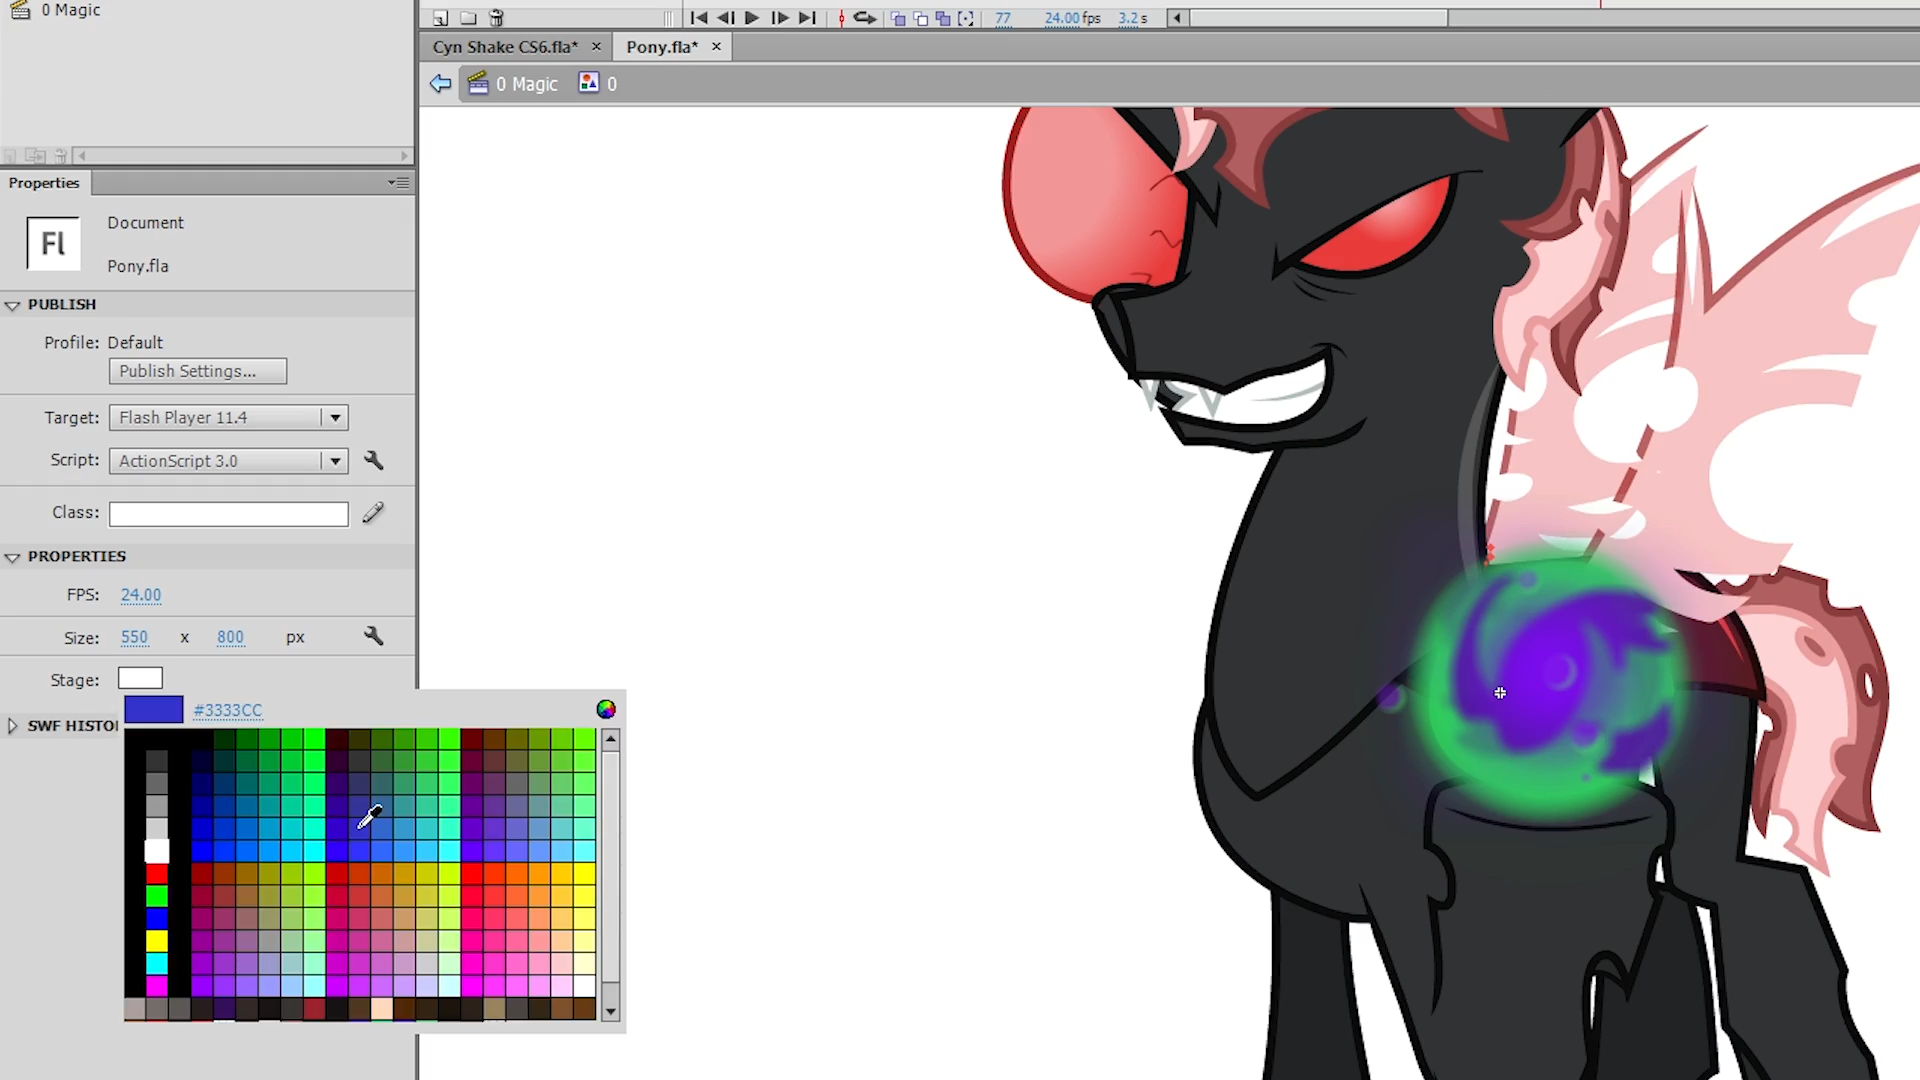 0 Magic
77 24.00 fps 3.2 s
Cyn Shake CS6.fla* Pony.fla*
0 Magic 0
Properties
Document
Fl
Pony.fla
PUBLISH
Profile: Default
Publish Settings...
Target: Flash Player 11.4
Script: ActionScript 3.0
Class:
PROPERTIES
FPS: 24.00
Size: 550 x 800 px
Stage:
#3333CC
SWF HISTO